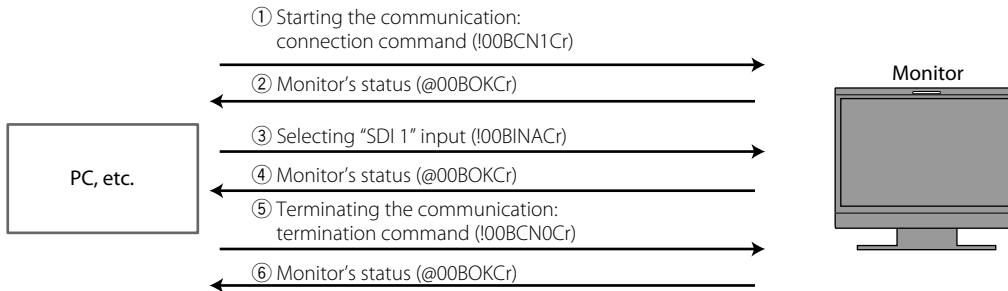 ① Starting the communication:
connection command (!00BCN1Cr)
② Monitor’s status (@00BOKCr)
③ Selecting “SDI 1” input (!00BINACr)
④ Monitor’s status (@00BOKCr)
⑤ Terminating the communication:
termination command (!00BCN0Cr)
⑥ Monitor’s status (@00BOKCr)
PC, etc.
Monitor